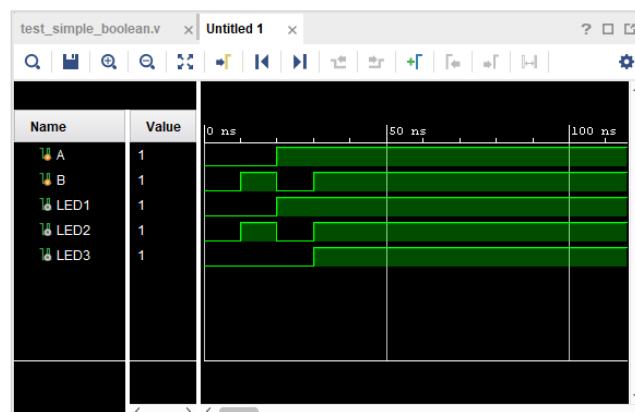 test_simple_boolean.v × Untitled 1 × ?
Name Value 0 ns 50 ns 100 ns
A 1
B 1
LED1 1
LED2 1
LED3 1